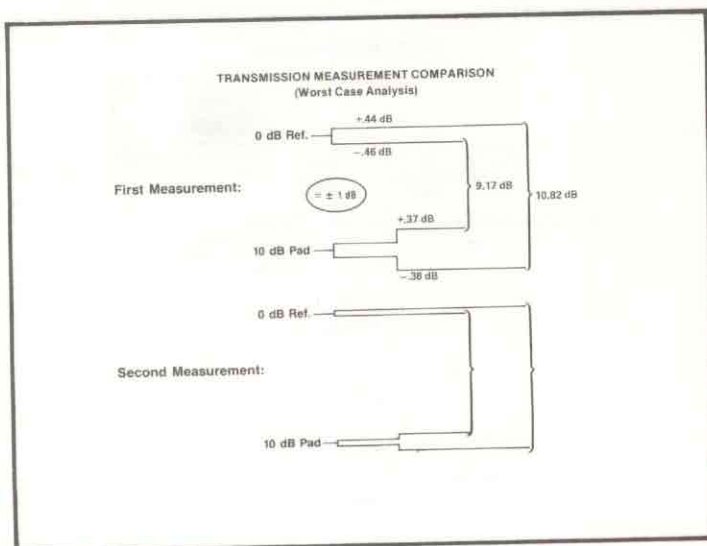 TRANSMISSION MEASUREMENT COMPARISON
(Worst Case Analysis)
+.44 dB
0 dB Ref.
−.46 dB
First Measurement:
= ± 1 dB
9.17 dB
10.82 dB
+.37 dB
10 dB Pad
−.38 dB
0 dB Ref.
Second Measurement:
10 dB Pad